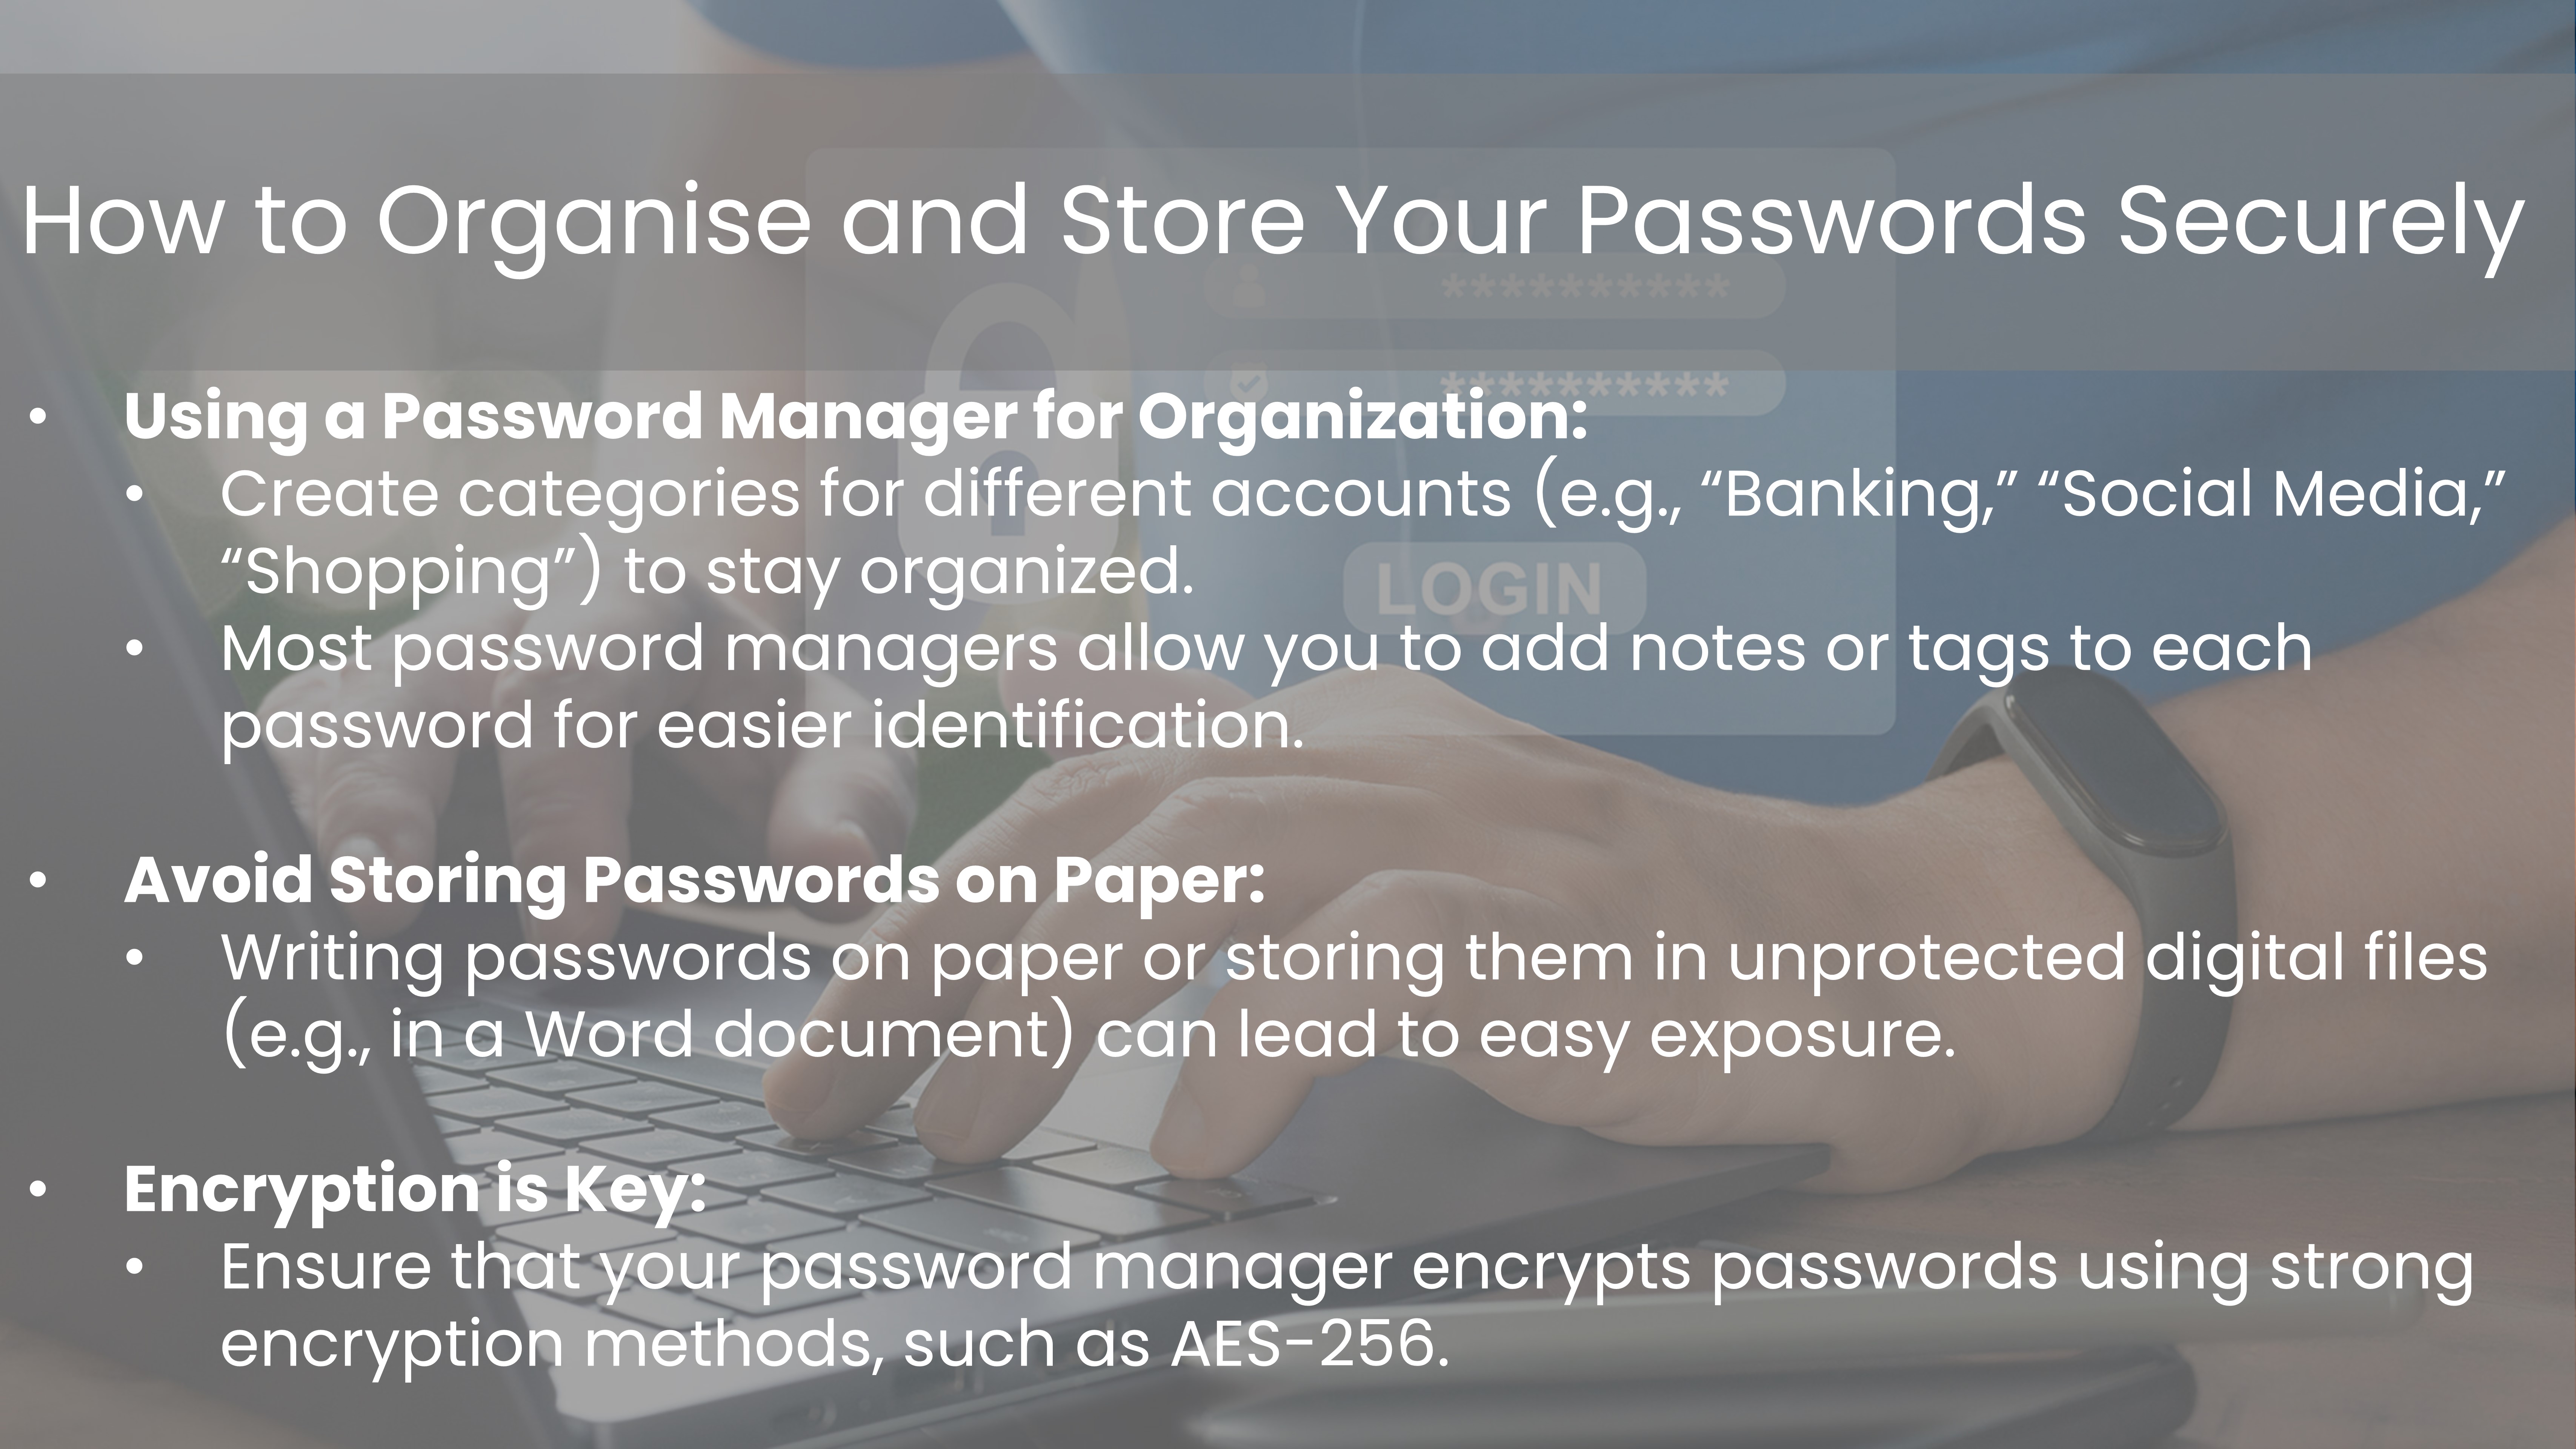 How to Organise and Store Your Passwords Securely
**********
**********
• Using a Password Manager for Organization:
• Create categories for different accounts (e.g., “Banking,” “Social Media,”
“Shopping”) to stay organized.
LOGIN
• Most password managers allow you to add notes or tags to each
password for easier identification.
• Avoid Storing Passwords on Paper:
• Writing passwords on paper or storing them in unprotected digital files
(e.g., in a Word document) can lead to easy exposure.
• Encryption is Key:
• Ensure that your password manager encrypts passwords using strong
encryption methods, such as AES-256.